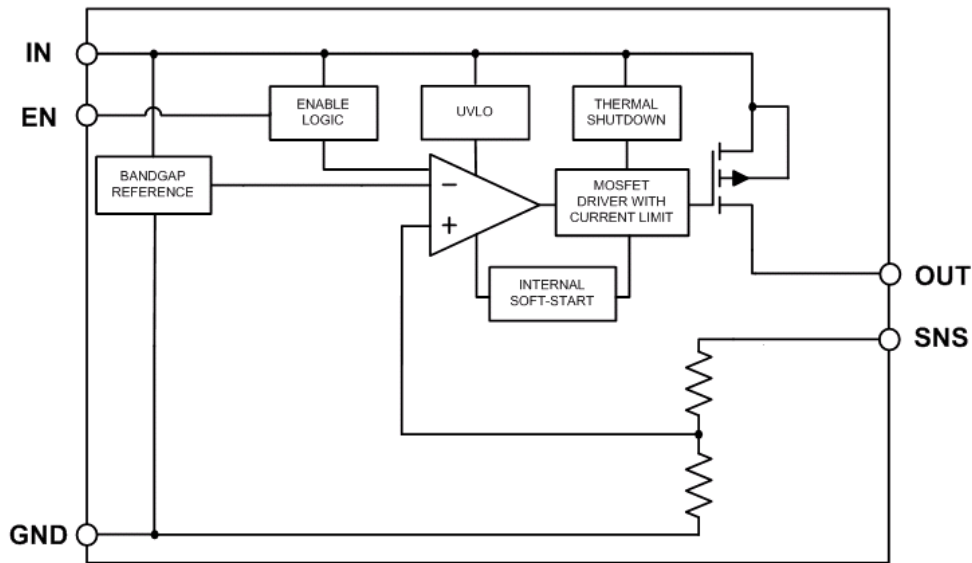 IN
EN
ENABLE
LOGIC
UVLO
THERMAL
SHUTDOWN
BANDGAP
REFERENCE
−
+
MOSFET
DRIVER WITH
CURRENT LIMIT
INTERNAL
SOFT-START
OUT
SNS
GND